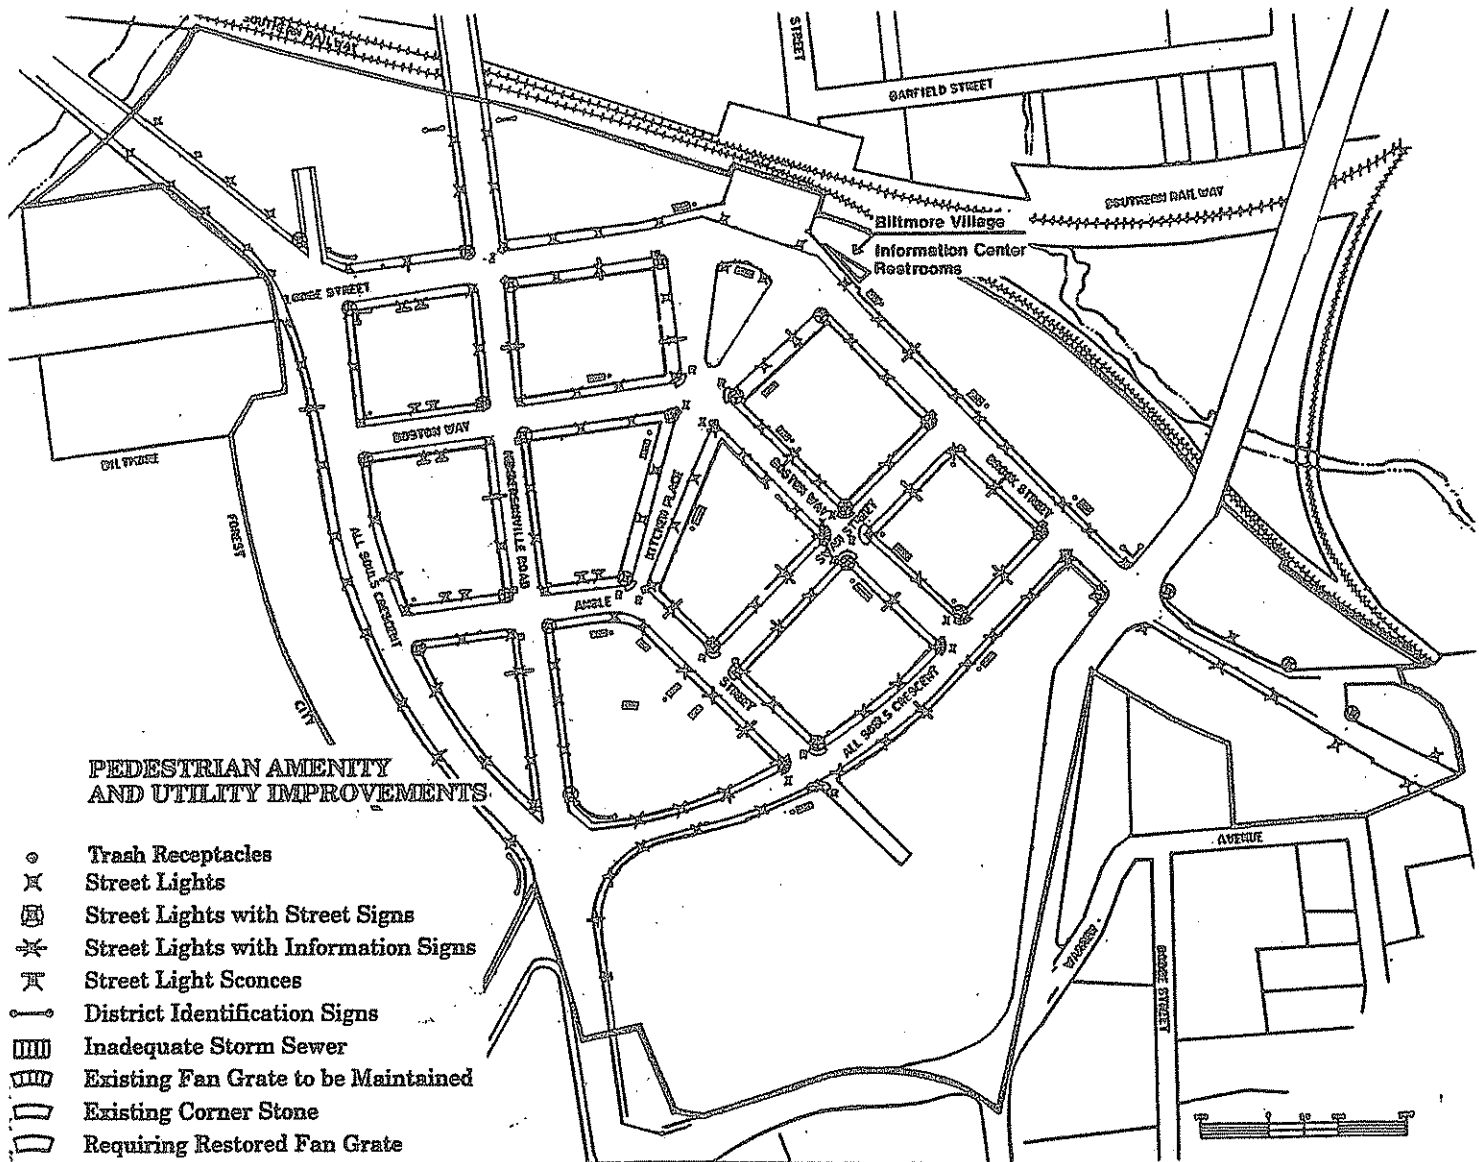 SOUTHERN RAILWAY
STREET
GARFIELD STREET
SOUTHERN RAILWAY
Biltmore Village
Information Center
Restrooms
LODGE STREET
BOSTON WAY
BILTMORE
FOREST
CITY
ALL SOULS CRESCENT
HENDERSONVILLE ROAD
KITCHEN PLACE
BOSTON WAY
SWAN STREET
BROOK STREET
ANGLE
STREET
ALL SOULS CRESCENT
AVENUE
STREET
PEDESTRIAN AMENITY
AND UTILITY IMPROVEMENTS
Trash Receptacles
Street Lights
Street Lights with Street Signs
Street Lights with Information Signs
Street Light Sconces
District Identification Signs
Inadequate Storm Sewer
Existing Fan Grate to be Maintained
Existing Corner Stone
Requiring Restored Fan Grate